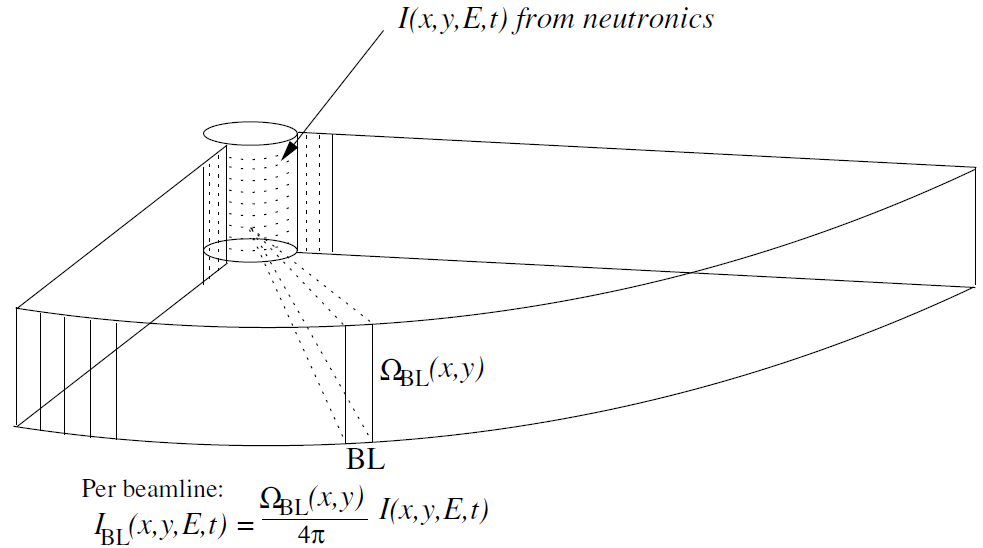 I(x,y,E,t) from neutronics
Ω_BL(x,y)
BL
Per beamline:
I_BL(x,y,E,t) = Ω_BL(x,y)/4π I(x,y,E,t)